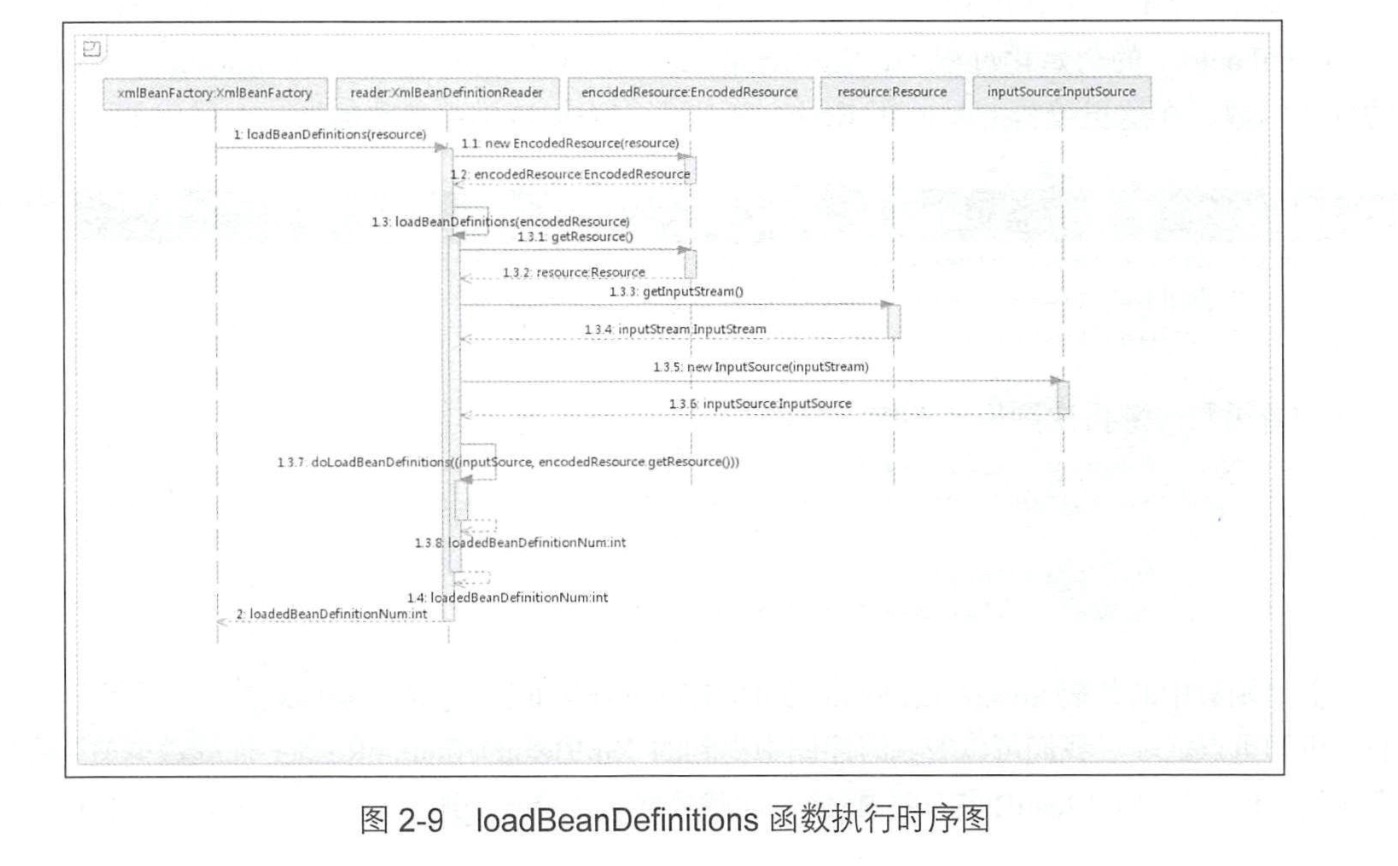 xmlBeanFactory:XmlBeanFactory
reader:XmlBeanDefinitionReader
encodedResource:EncodedResource
resource:Resource
inputSource:InputSource
1: loadBeanDefinitions(resource)
1.1: new EncodedResource(resource)
1.2: encodedResource:EncodedResource
1.3: loadBeanDefinitions(encodedResource)
1.3.1: getResource()
1.3.2: resource:Resource
1.3.3: getInputStream()
1.3.4: inputStream:InputStream
1.3.5: new InputSource(inputStream)
1.3.6: inputSource:InputSource
1.3.7: doLoadBeanDefinitions((inputSource, encodedResource.getResource()))
1.3.8: loadedBeanDefinitionNum:int
1.4: loadedBeanDefinitionNum:int
2: loadedBeanDefinitionNum:int
图 2-9 loadBeanDefinitions 函数执行时序图